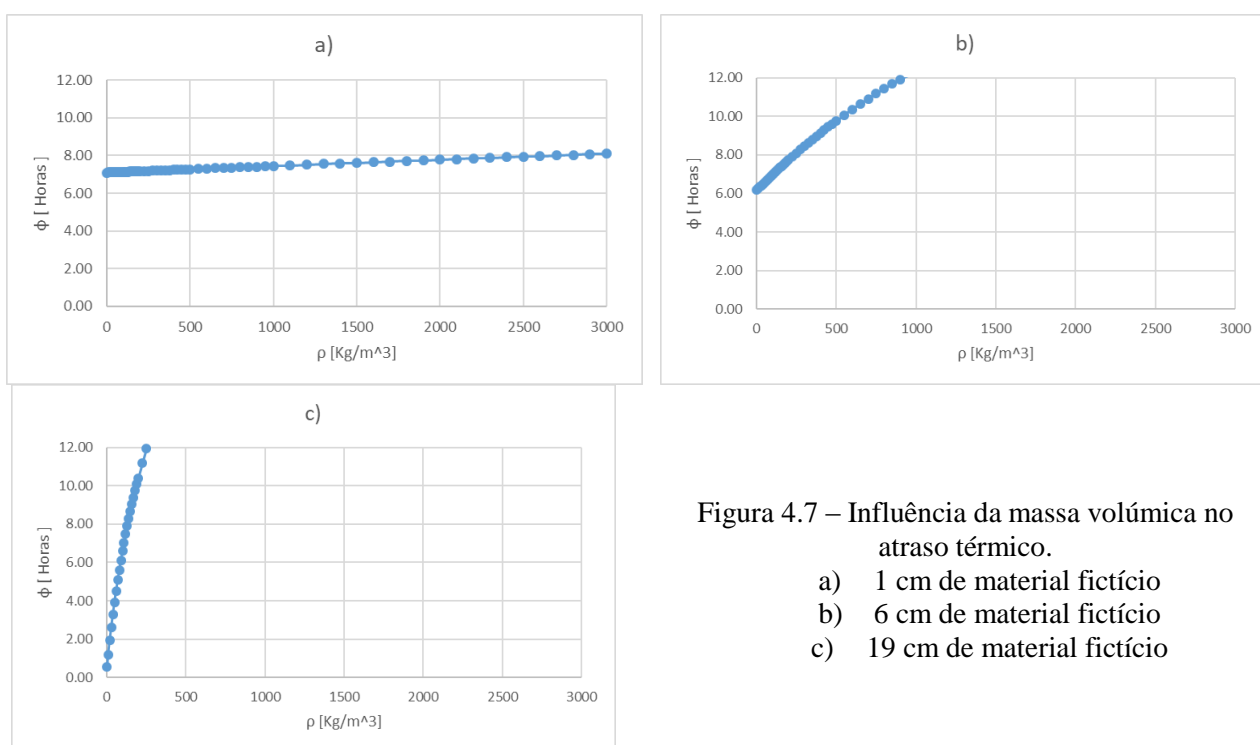 a)
12.00
10.00
8.00
6.00
4.00
2.00
0.00
0 500 1000 1500 2000 2500 3000
ϕ [ Horas ]
ρ [Kg/m^3]
b)
12.00
10.00
8.00
6.00
4.00
2.00
0.00
0 500 1000 1500 2000 2500 3000
ϕ [ Horas ]
ρ [Kg/m^3]
c)
12.00
10.00
8.00
6.00
4.00
2.00
0.00
0 500 1000 1500 2000 2500 3000
ϕ [ Horas ]
ρ [Kg/m^3]
Figura 4.7 – Influência da massa volúmica no
atraso térmico.
a) 1 cm de material fictício
b) 6 cm de material fictício
c) 19 cm de material fictício